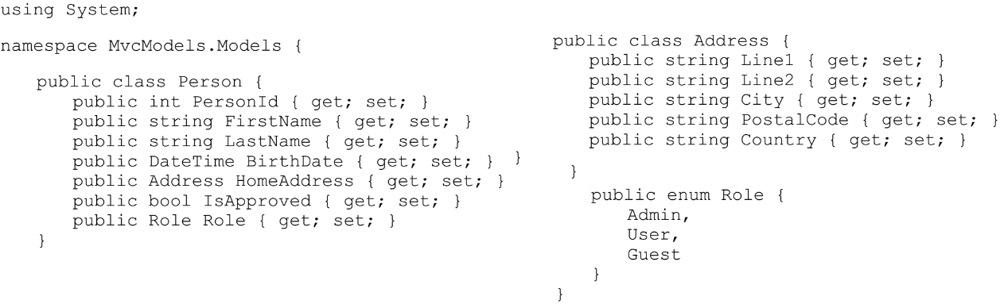 using System;
namespace MvcModels.Models {
public class Person {
public int PersonId { get; set; }
public string FirstName { get; set; }
public string LastName { get; set; }
public DateTime BirthDate { get; set; } }
public Address HomeAddress { get; set; }
public bool IsApproved { get; set; }
public Role Role { get; set; }
}
public class Address {
public string Line1 { get; set; }
public string Line2 { get; set; }
public string City { get; set; }
public string PostalCode { get; set; }
public string Country { get; set; }
}
public enum Role {
Admin,
User,
Guest
}
}